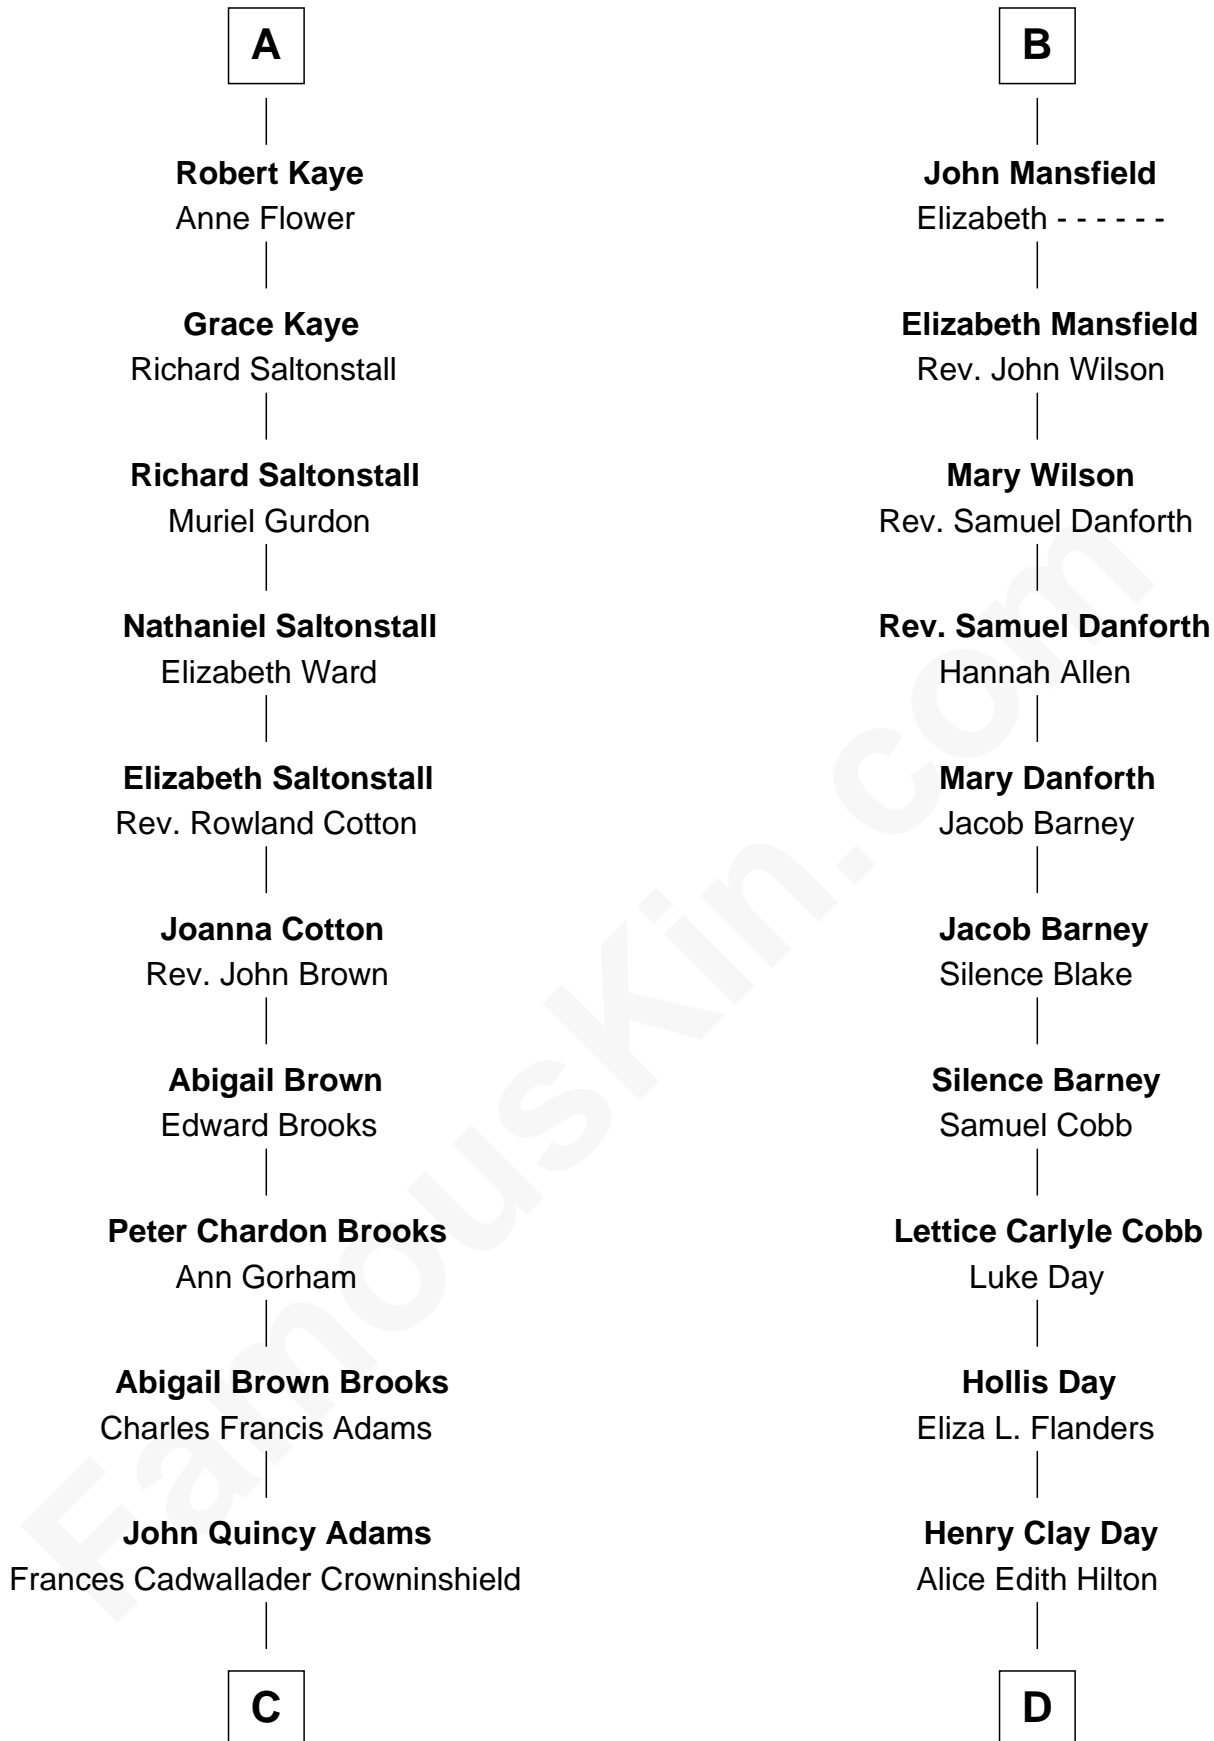 A
Robert Kaye
Anne Flower
Grace Kaye
Richard Saltonstall
Richard Saltonstall
Muriel Gurdon
Nathaniel Saltonstall
Elizabeth Ward
Elizabeth Saltonstall
Rev. Rowland Cotton
Joanna Cotton
Rev. John Brown
Abigail Brown
Edward Brooks
Peter Chardon Brooks
Ann Gorham
Abigail Brown Brooks
Charles Francis Adams
John Quincy Adams
Frances Cadwallader Crowninshield
C
B
John Mansfield
Elizabeth - - - - - -
Elizabeth Mansfield
Rev. John Wilson
Mary Wilson
Rev. Samuel Danforth
Rev. Samuel Danforth
Hannah Allen
Mary Danforth
Jacob Barney
Jacob Barney
Silence Blake
Silence Barney
Samuel Cobb
Lettice Carlyle Cobb
Luke Day
Hollis Day
Eliza L. Flanders
Henry Clay Day
Alice Edith Hilton
D
FamousKin.com